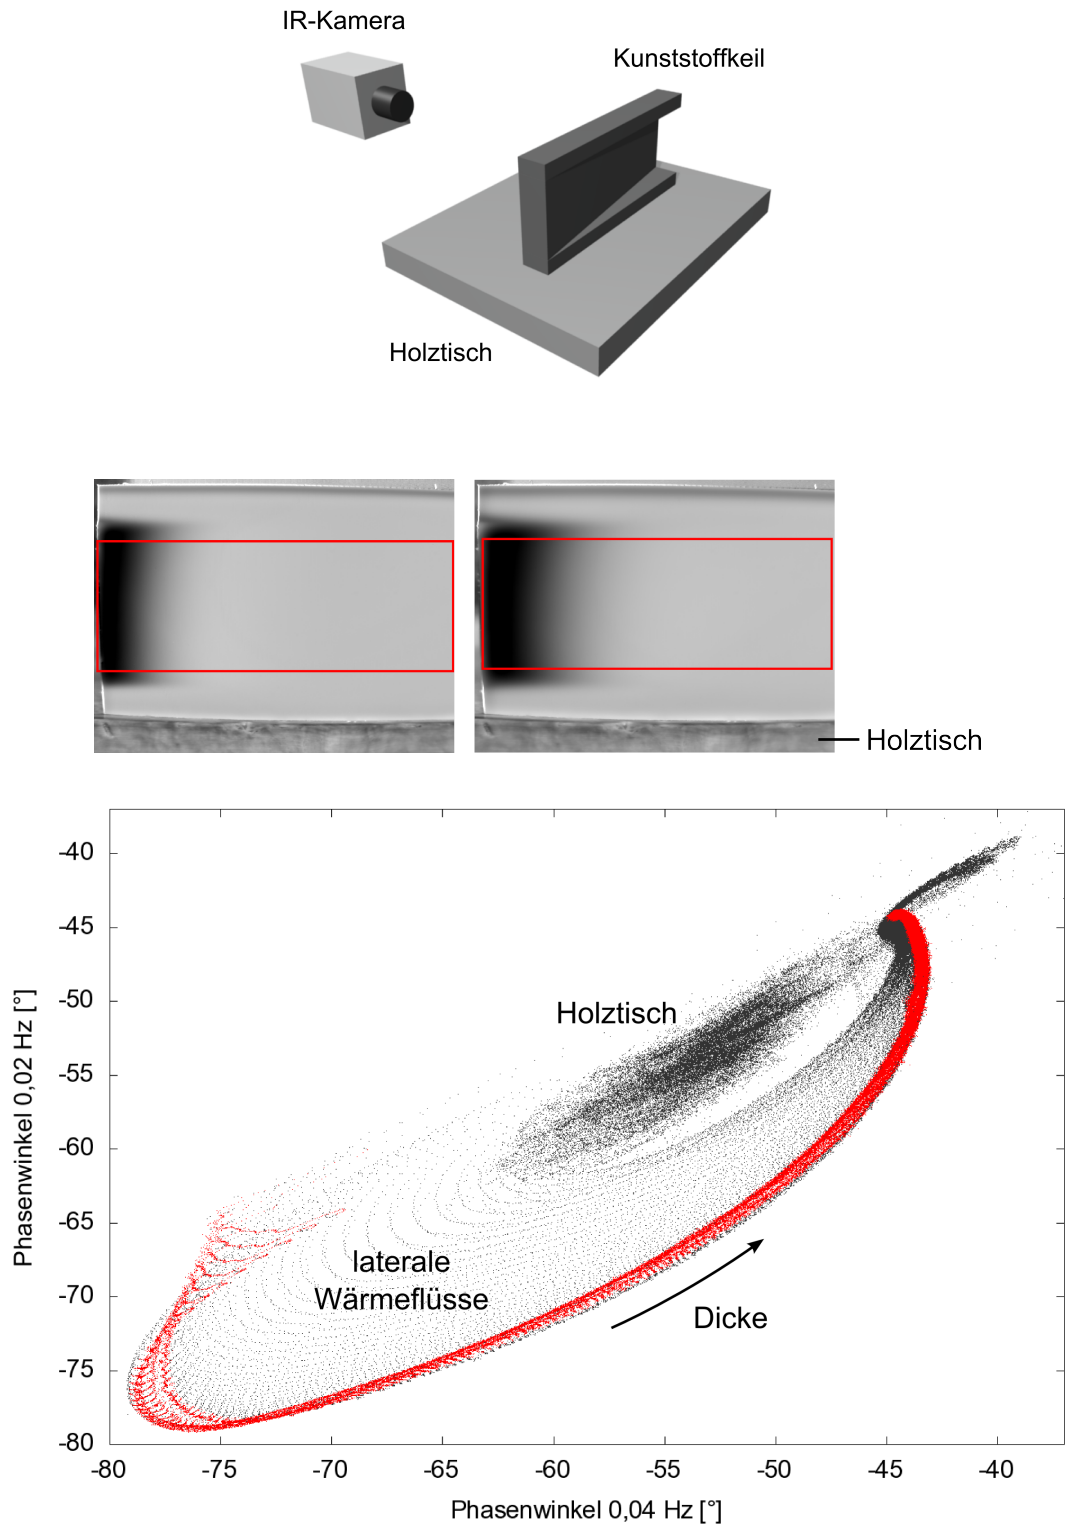 IR-Kamera
Kunststoffkeil
Holztisch
Holztisch
-40
-45
-50
-55
-60
-65
-70
-75
-80
Phasenwinkel 0,02 Hz [°]
Holztisch
laterale
Wärmeflüsse
Dicke
-80
-75
-70
-65
-60
-55
-50
-45
-40
Phasenwinkel 0,04 Hz [°]